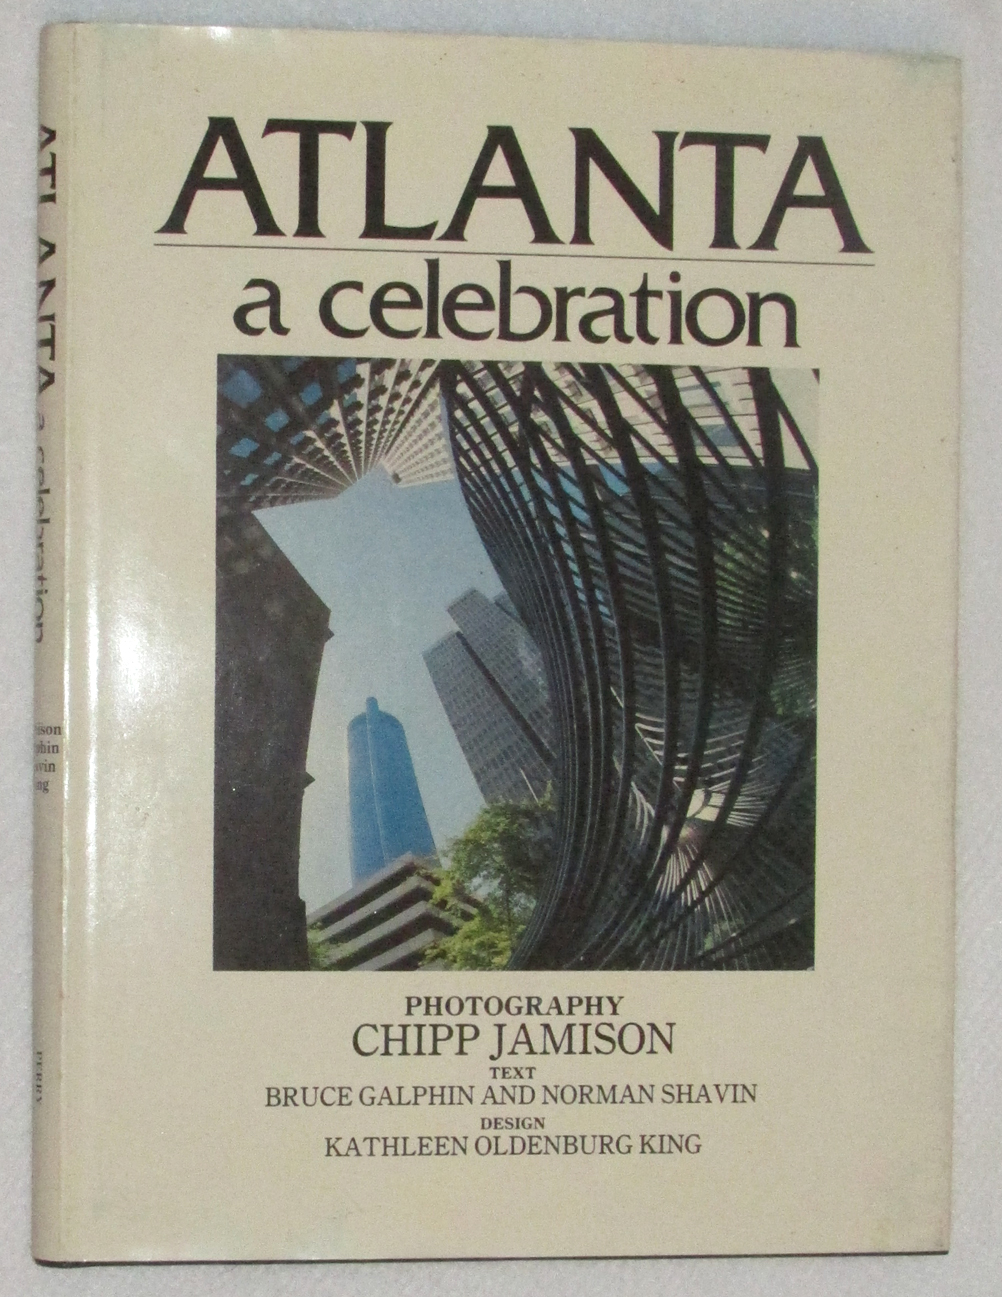 ATLANTA
a celebration
PHOTOGRAPHY
CHIPP JAMISON
TEXT
BRUCE GALPHIN AND NORMAN SHAVIN
DESIGN
KATHLEEN OLDENBURG KING
ATLANTA a celebration